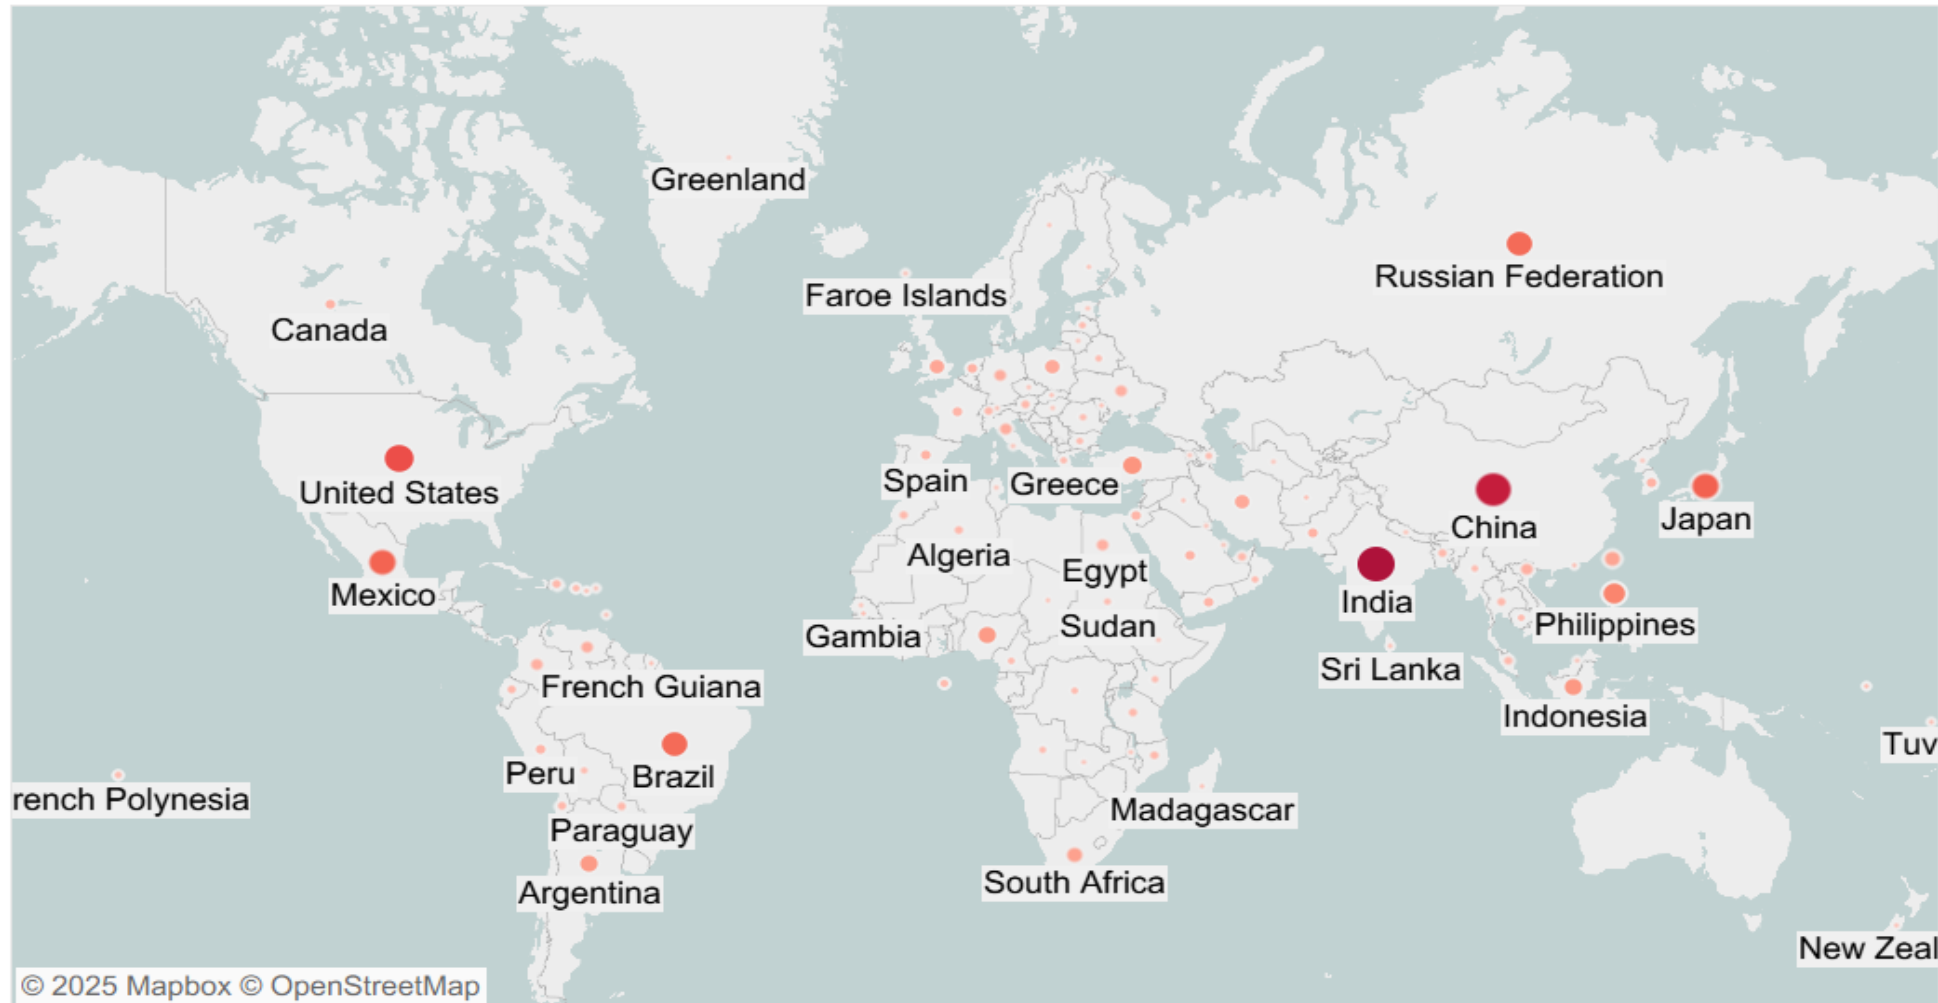 Greenland
Russian Federation
Faroe Islands
Canada
Spain
Greece
United States
China
Japan
Algeria
Egypt
Mexico
India
Gambia
Sudan
Philippines
Sri Lanka
French Guiana
Indonesia
Tuv
Peru
Brazil
rench Polynesia
Madagascar
Paraguay
South Africa
Argentina
New Zeal
© 2025 Mapbox © OpenStreetMap